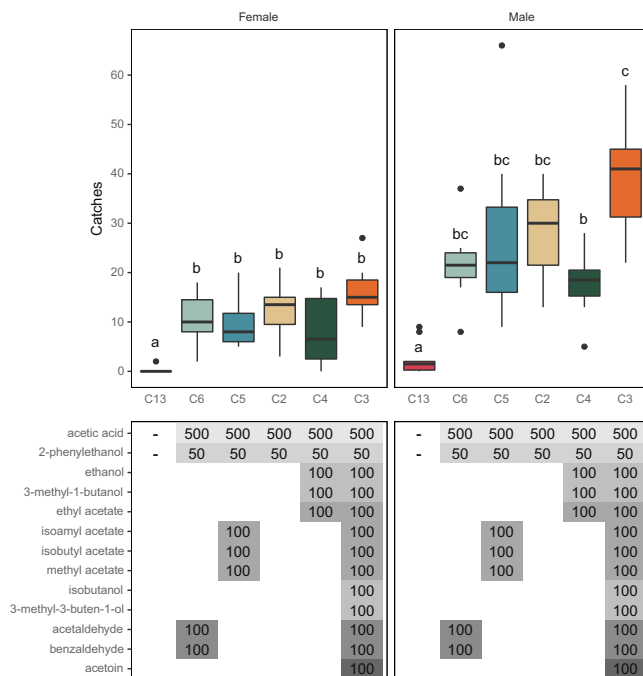 Female Male
Catches
60
50
40
30
20
10
0
a b b b b b
a bc bc bc b c
C13 C6 C5 C2 C4 C3 C13 C6 C5 C2 C4 C3
acetic acid - 500 500 500 500 500 - 500 500 500 500 500
2-phenylethanol - 50 50 50 50 50 - 50 50 50 50 50
ethanol 100 100 100 100
3-methyl-1-butanol 100 100 100 100
ethyl acetate 100 100 100 100
isoamyl acetate 100 100 100 100
isobutyl acetate 100 100 100 100
methyl acetate 100 100 100 100
isobutanol 100 100
3-methyl-3-buten-1-ol 100 100
acetaldehyde 100 100 100 100
benzaldehyde 100 100 100 100
acetoin 100 100